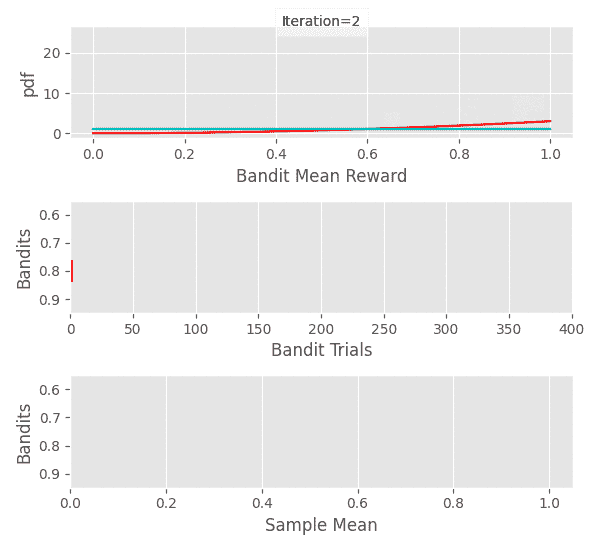 Iteration=2
pdf
20
10
0
0.0 0.2 0.4 0.6 0.8 1.0
Bandit Mean Reward
Bandits
0.6
0.7
0.8
0.9
0 50 100 150 200 250 300 350 400
Bandit Trials
Bandits
0.6
0.7
0.8
0.9
0.0 0.2 0.4 0.6 0.8 1.0
Sample Mean